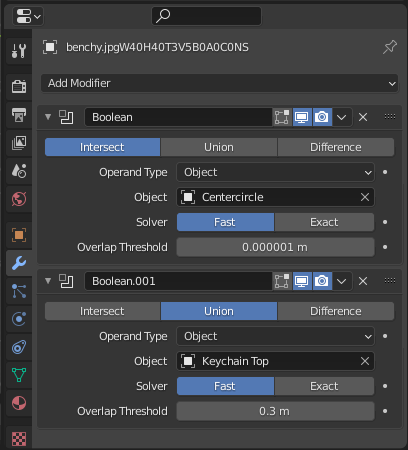 benchy.jpgW40H40T3V5B0A0C0NS
Add Modifier
Boolean
Intersect Union Difference
Operand Type Object
Object Centercircle
Solver Fast Exact
Overlap Threshold 0.000001 m
Boolean.001
Intersect Union Difference
Operand Type Object
Object Keychain Top
Solver Fast Exact
Overlap Threshold 0.3 m